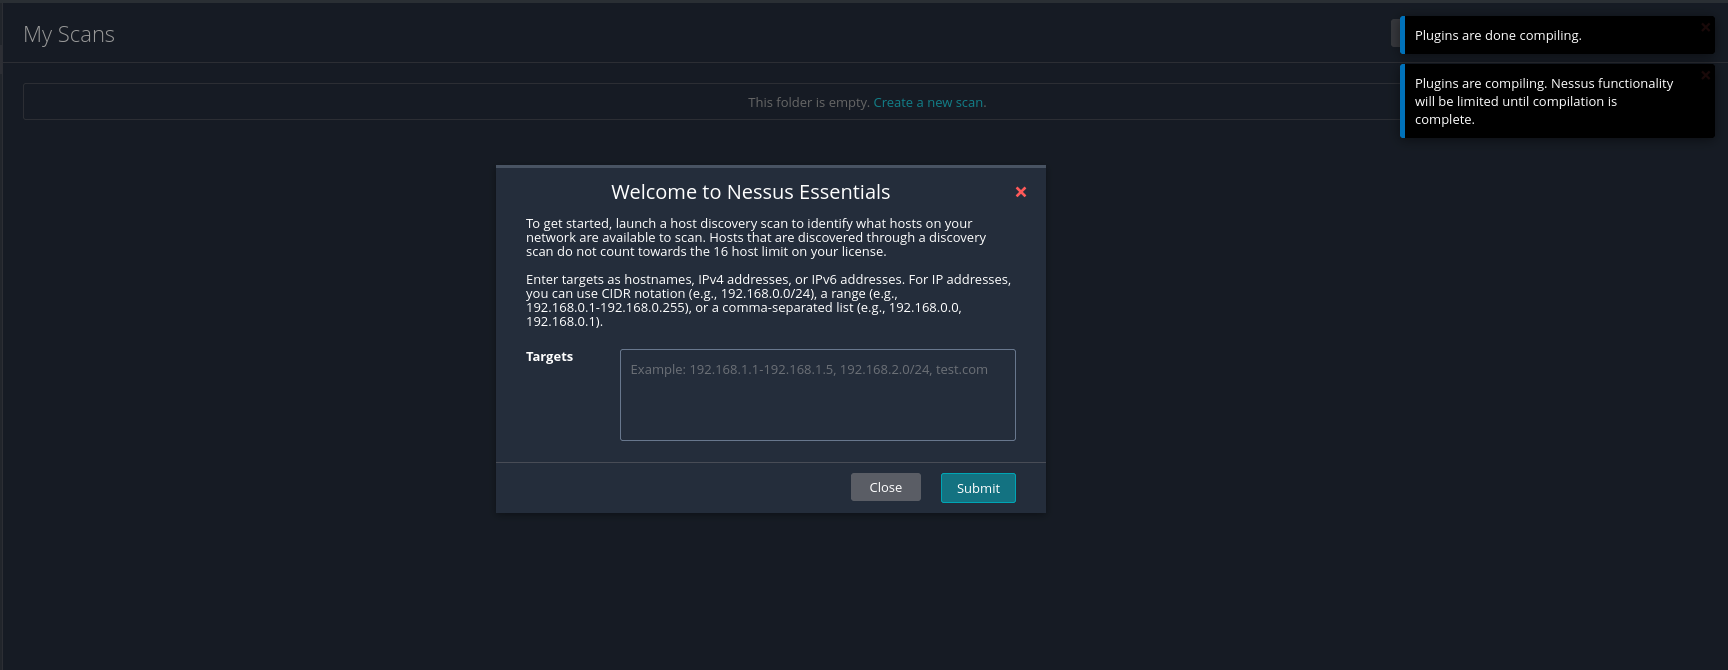 My Scans
Plugins are done compiling.
This folder is empty. Create a new scan.
Plugins are compiling. Nessus functionality
will be limited until compilation is
complete.
Welcome to Nessus Essentials
To get started, launch a host discovery scan to identify what hosts on your
network are available to scan. Hosts that are discovered through a discovery
scan do not count towards the 16 host limit on your license.
Enter targets as hostnames, IPv4 addresses, or IPv6 addresses. For IP addresses,
you can use CIDR notation (e.g., 192.168.0.0/24), a range (e.g.,
192.168.0.1-192.168.0.255), or a comma-separated list (e.g., 192.168.0.0,
192.168.0.1).
Targets
Example: 192.168.1.1-192.168.1.5, 192.168.2.0/24, test.com
Close
Submit